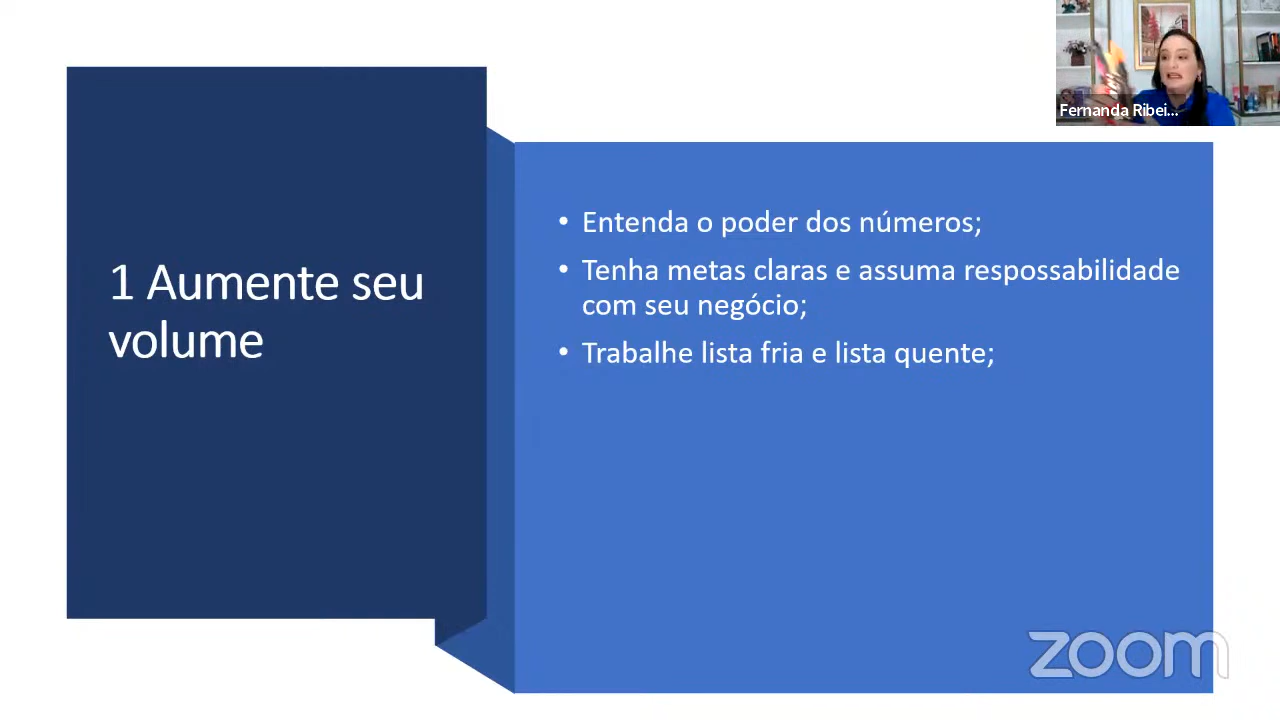 Fernanda Ribei...
1 Aumente seu
volume
• Entenda o poder dos números;
• Tenha metas claras e assuma respossabilidade
com seu negócio;
• Trabalhe lista fria e lista quente;
zoom